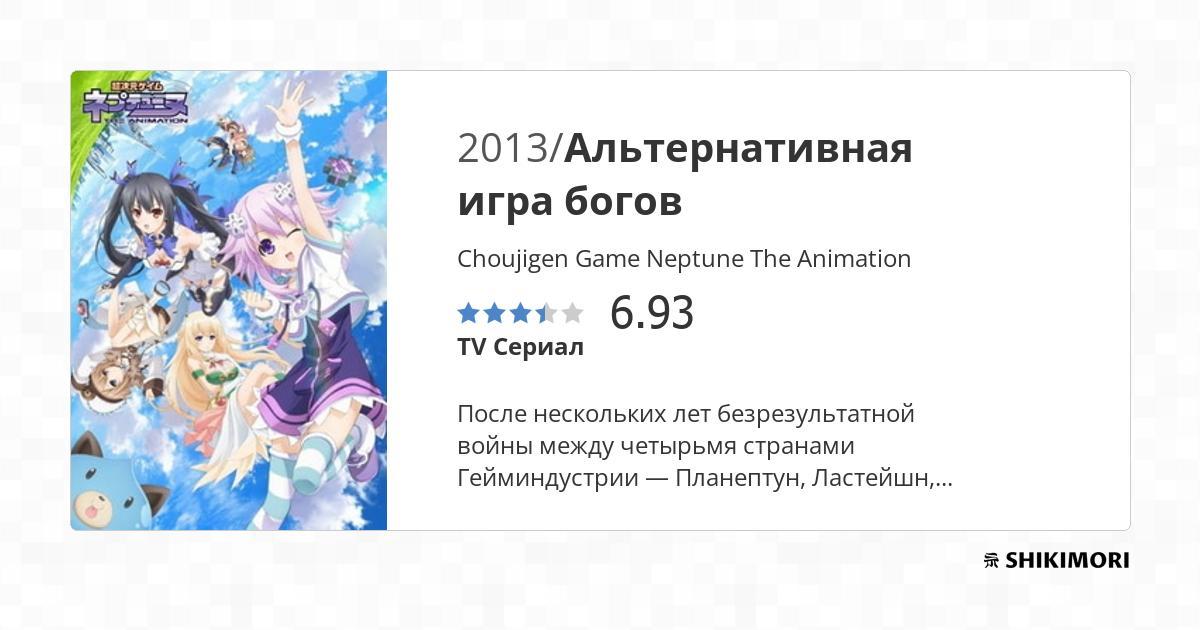 超次元ゲイム
ネプテューヌ
THE ANIMATION
2013/Альтернативная
игра богов
Choujigen Game Neptune The Animation
6.93
TV Сериал
После нескольких лет безрезультатной
войны между четырьмя странами
Гейминдустрии — Планептун, Ластейшн,...
SHIKIMORI